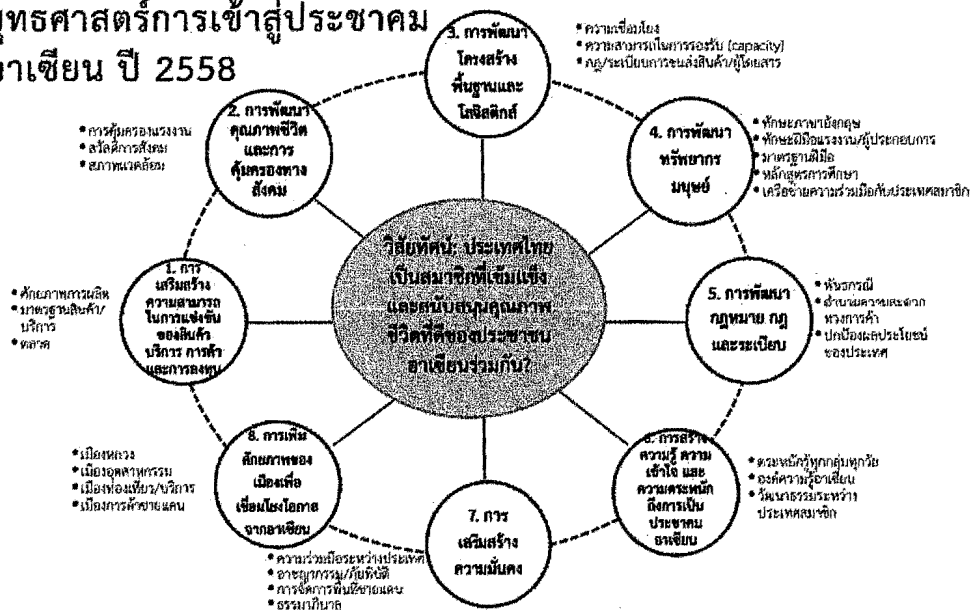 ยุทธศาสตร์การเข้าสู่ประชาคม
อาเซียน ปี 2558
3. การพัฒนา
โครงสร้าง
พื้นฐานและ
โลจิสติกส์
• ความเชื่อมโยง
• ความสามารถในการรองรับ (capacity)
• กฎ/ระเบียบการขนส่งสินค้า/ผู้โดยสาร
2. การพัฒนา
คุณภาพชีวิต
และการ
คุ้มครองทาง
สังคม
• การคุ้มครองแรงงาน
• สวัสดิการสังคม
• สภาพแวดล้อม
4. การพัฒนา
ทรัพยากร
มนุษย์
• ทักษะภาษาอังกฤษ
• ทักษะฝีมือแรงงาน/ผู้ประกอบการ
• มาตรฐานฝีมือ
• หลักสูตรการศึกษา
• เครือข่ายความร่วมมือกับประเทศสมาชิก
วิสัยทัศน์: ประเทศไทย
เป็นสมาชิกที่เข้มแข็ง
และสนับสนุนคุณภาพ
ชีวิตที่ดีของประชาชน
อาเซียนร่วมกัน?
1. การ
เสริมสร้าง
ความสามารถ
ในการแข่งขัน
ของสินค้า
บริการ การค้า
และการลงทุน
• ศักยภาพการผลิต
• มาตรฐานสินค้า/
บริการ
• ตลาด
5. การพัฒนา
กฎหมาย กฎ
และระเบียบ
• พันธกรณี
• อำนวยความสะดวก
ทางการค้า
• ปกป้องผลประโยชน์
ของประเทศ
8. การเพิ่ม
ศักยภาพของ
เมืองเพื่อ
เชื่อมโยงโอกาส
จากอาเซียน
• เมืองหลวง
• เมืองอุตสาหกรรม
• เมืองท่องเที่ยว/บริการ
• เมืองการค้าชายแดน
6. การสร้าง
ความรู้ ความ
เข้าใจ และ
ความตระหนัก
ถึงการเป็น
ประชาคม
อาเซียน
• ตระหนักรู้ทุกกลุ่มทุกวัย
• องค์ความรู้อาเซียน
• วัฒนธรรมระหว่าง
ประเทศสมาชิก
7. การ
เสริมสร้าง
ความมั่นคง
• ความร่วมมือระหว่างประเทศ
• อาชญากรรม/ภัยพิบัติ
• การจัดการพื้นที่ชายแดน
• ธรรมาภิบาล